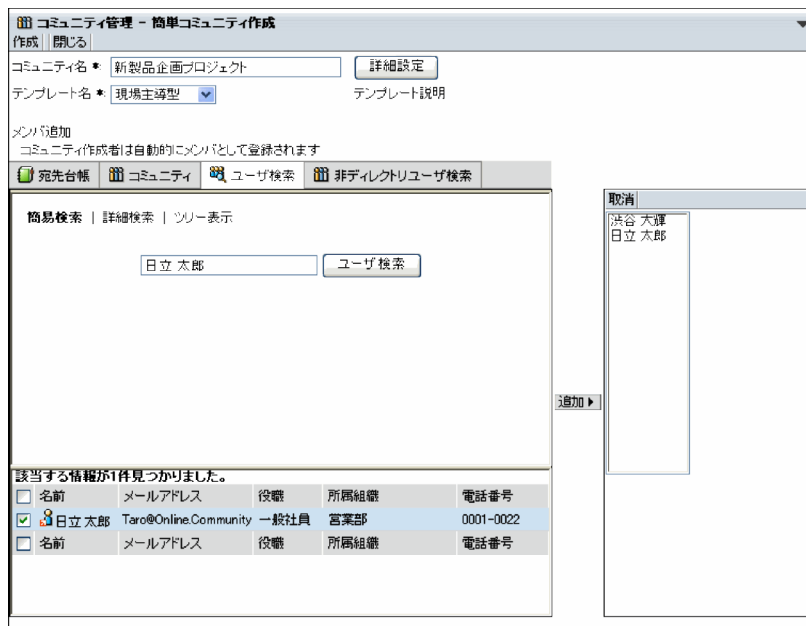 コミュニティ管理 - 簡単コミュニティ作成
作成 閉じる
コミュニティ名 *: 新製品企画プロジェクト 詳細設定
テンプレート名 *: 現場主導型 テンプレート説明
メンバ追加
コミュニティ作成者は自動的にメンバとして登録されます
宛先台帳 コミュニティ ユーザ検索 非ディレクトリユーザ検索
簡易検索 | 詳細検索 | ツリー表示
日立 太郎 ユーザ検索
取消
渋谷 大輝
日立 太郎
追加
該当する情報が1件見つかりました。
名前 メールアドレス 役職 所属組織 電話番号
日立 太郎 Taro@Online.Community 一般社員 営業部 0001-0022
名前 メールアドレス 役職 所属組織 電話番号